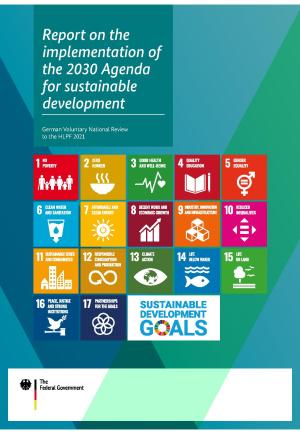 Report on the
implementation of
the 2030 Agenda
for sustainable
development
German Voluntary National Review
to the HLPF 2021
1 NO
POVERTY
2 ZERO
HUNGER
3 GOOD HEALTH
AND WELL-BEING
4 QUALITY
EDUCATION
5 GENDER
EQUALITY
6 CLEAN WATER
AND SANITATION
7 AFFORDABLE AND
CLEAN ENERGY
8 DECENT WORK AND
ECONOMIC GROWTH
9 INDUSTRY, INNOVATION
AND INFRASTRUCTURE
10 REDUCED
INEQUALITIES
11 SUSTAINABLE CITIES
AND COMMUNITIES
12 RESPONSIBLE
CONSUMPTION
AND PRODUCTION
13 CLIMATE
ACTION
14 LIFE
BELOW WATER
15 LIFE
ON LAND
16 PEACE, JUSTICE
AND STRONG
INSTITUTIONS
17 PARTNERSHIPS
FOR THE GOALS
SUSTAINABLE
DEVELOPMENT
GOALS
The
Federal Government